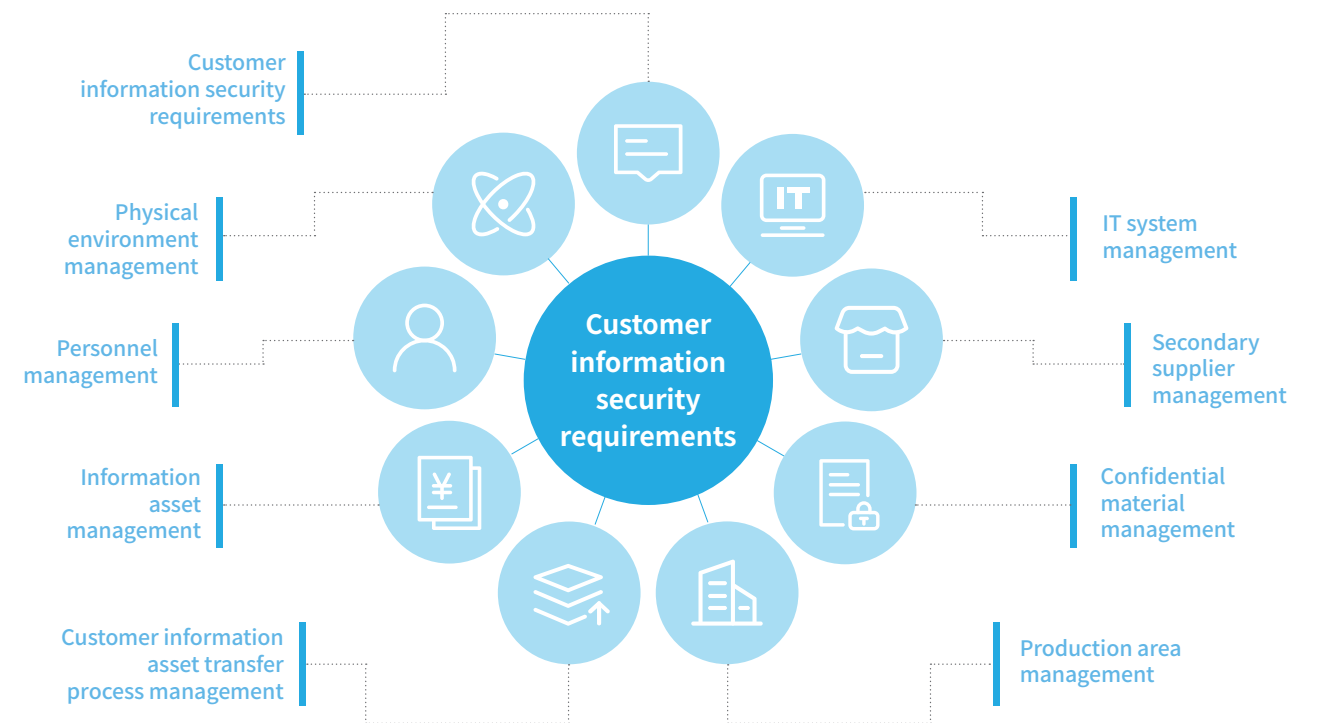 Customer
information security
requirements
Physical
environment
management
Personnel
management
Information
asset
management
Customer information
asset transfer
process management
IT
¥
Customer
information
security
requirements
IT system
management
Secondary
supplier
management
Confidential
material
management
Production area
management